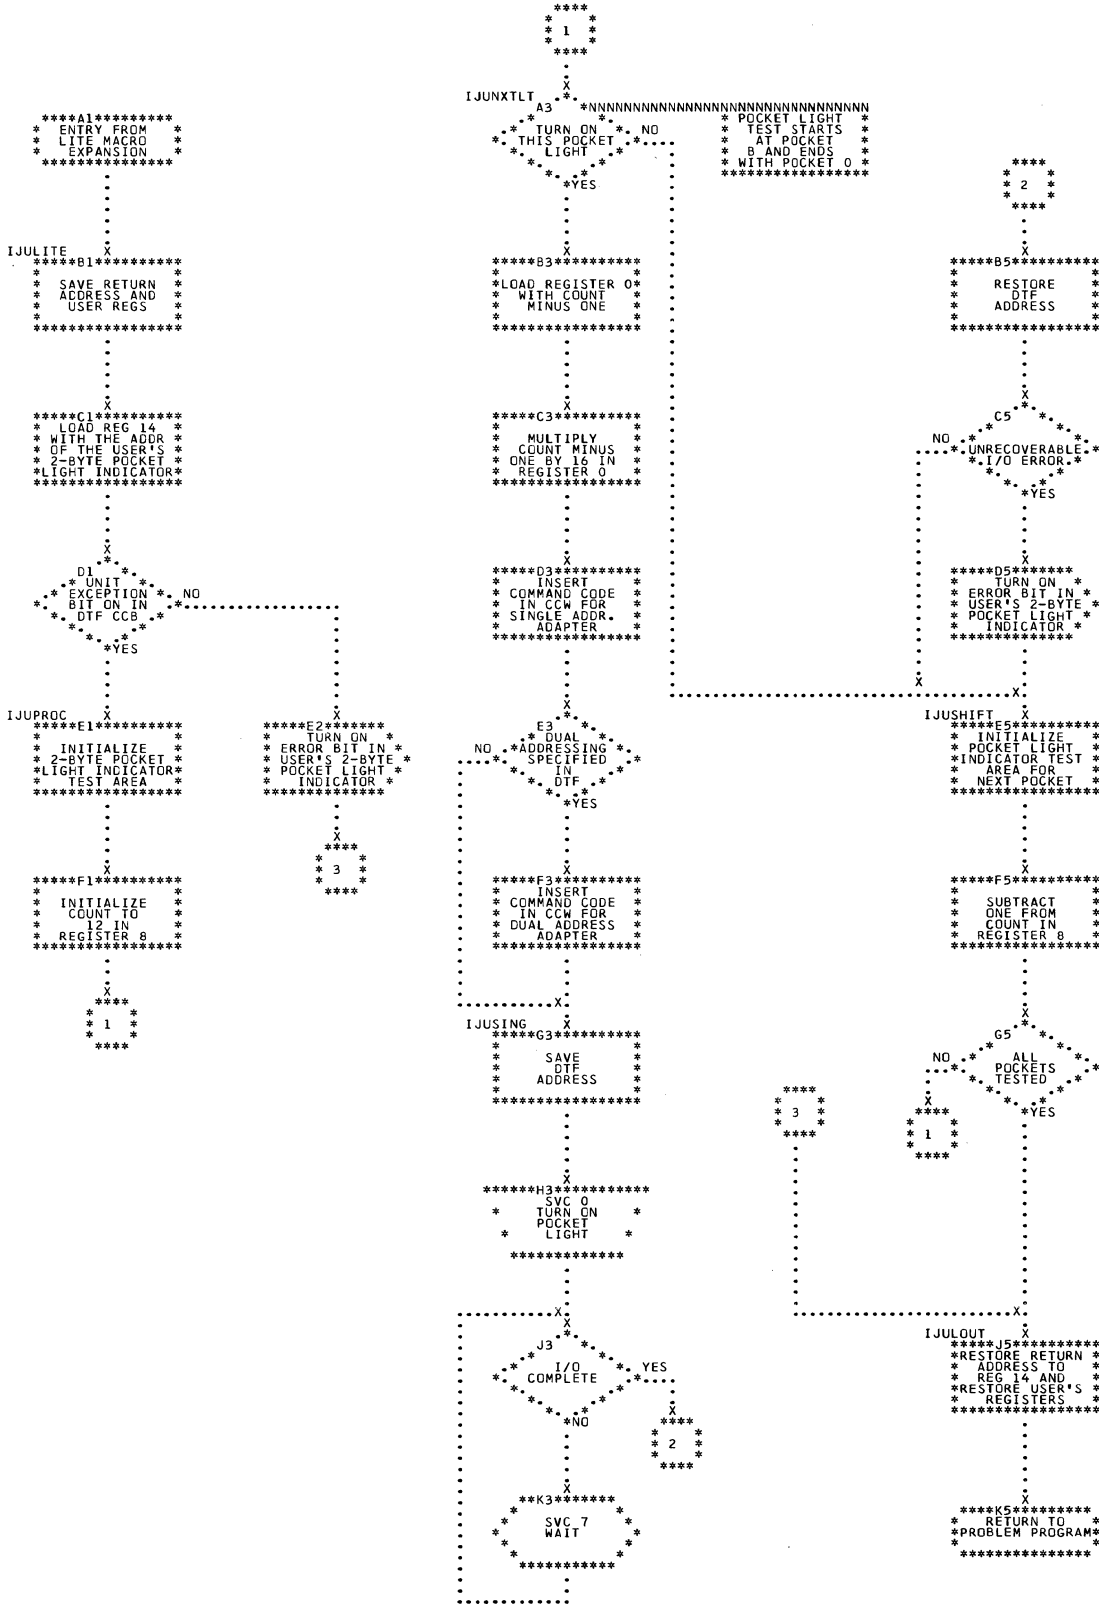 A1
ENTRY FROM
LITE MACRO
EXPANSION
IJULITE
B1
SAVE RETURN
ADDRESS AND
USER REGS
C1
LOAD REG 14
WITH THE ADDR
OF THE USER'S
2-BYTE POCKET
LIGHT INDICATOR
D1
UNIT
EXCEPTION
BIT ON IN
DTF CCB
NO
YES
IJUPROC
E1
INITIALIZE
2-BYTE POCKET
LIGHT INDICATOR
TEST AREA
E2
TURN ON
ERROR BIT IN
USER'S 2-BYTE
POCKET LIGHT
INDICATOR
3
F1
INITIALIZE
COUNT TO
12 IN
REGISTER 8
1
1
IJUNXTLT
A3
TURN ON
THIS POCKET
LIGHT
NO
YES
NNNNNNNNNNNNNNNNNNNNNNNNNNNNNNNN
POCKET LIGHT
TEST STARTS
AT POCKET
B AND ENDS
WITH POCKET 0
B3
LOAD REGISTER 0
WITH COUNT
MINUS ONE
C3
MULTIPLY
COUNT MINUS
ONE BY 16 IN
REGISTER 0
D3
INSERT
COMMAND CODE
IN CCW FOR
SINGLE ADDR.
ADAPTER
E3
DUAL
ADDRESSING
SPECIFIED
IN
DTF
NO
YES
F3
INSERT
COMMAND CODE
IN CCW FOR
DUAL ADDRESS
ADAPTER
IJUSING
G3
SAVE
DTF
ADDRESS
H3
SVC 0
TURN ON
POCKET
LIGHT
J3
I/O
COMPLETE
YES
NO
2
K3
SVC 7
WAIT
2
B5
RESTORE
DTF
ADDRESS
C5
UNRECOVERABLE
I/O ERROR
NO
YES
D5
TURN ON
ERROR BIT IN
USER'S 2-BYTE
POCKET LIGHT
INDICATOR
IJUSHIFT
E5
INITIALIZE
POCKET LIGHT
INDICATOR TEST
AREA FOR
NEXT POCKET
F5
SUBTRACT
ONE FROM
COUNT IN
REGISTER 8
G5
ALL
POCKETS
TESTED
NO
YES
1
3
IJULOUT
J5
RESTORE RETURN
ADDRESS TO
REG 14 AND
RESTORE USER'S
REGISTERS
K5
RETURN TO
PROBLEM PROGRAM